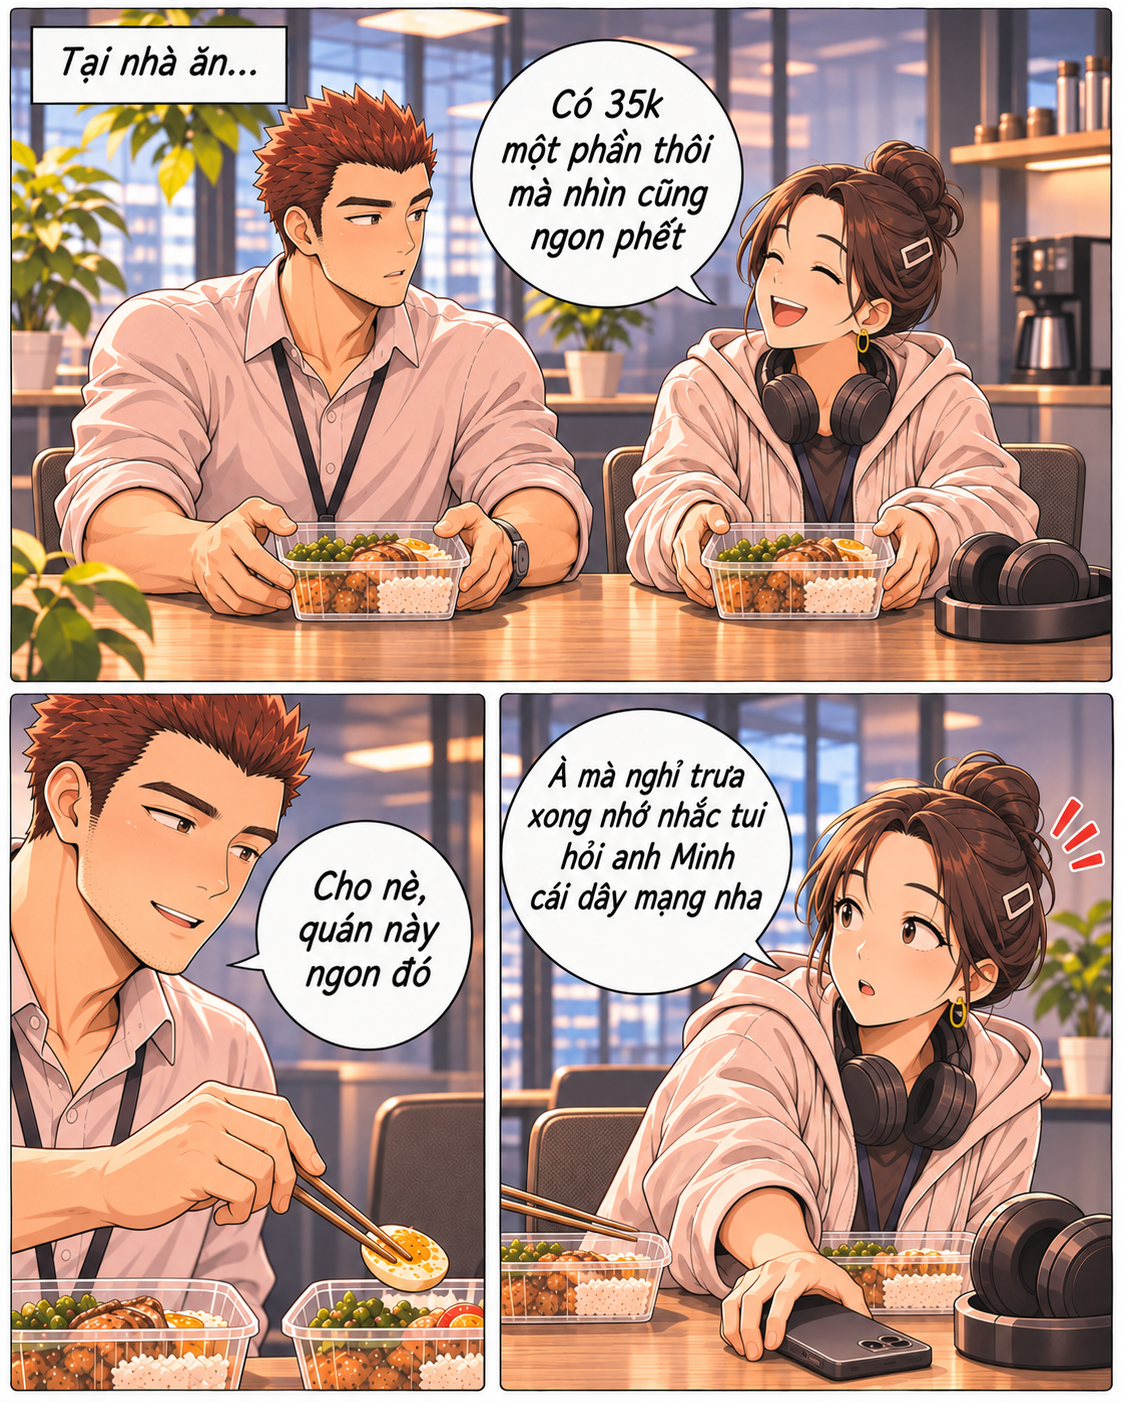 Tại nhà ăn...
Có 35k
một phần thôi
mà nhìn cũng
ngon phết
Cho nè,
quán này
ngon đó
À mà nghỉ trưa
xong nhớ nhắc tui
hỏi anh Minh
cái dây mạng nha